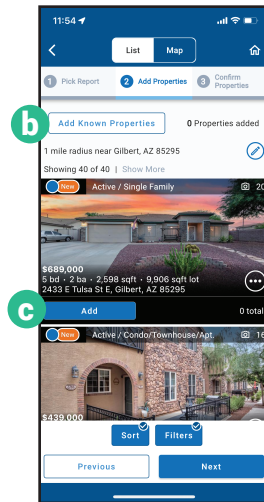 11:54
List Map
1 Pick Report 2 Add Properties 3 Confirm Properties
b
Add Known Properties 0 Properties added
1 mile radius near Gilbert, AZ 85295
Showing 40 of 40 | Show More
New Active / Single Family 20
$689,000
5 bd • 2 ba • 2,598 sqft • 9,906 sqft lot
2433 E Tulsa St E, Gilbert, AZ 85295
c
Add 0 total
New Active / Condo/Townhouse/Apt. 16
$439,000
Sort Filters
Previous Next